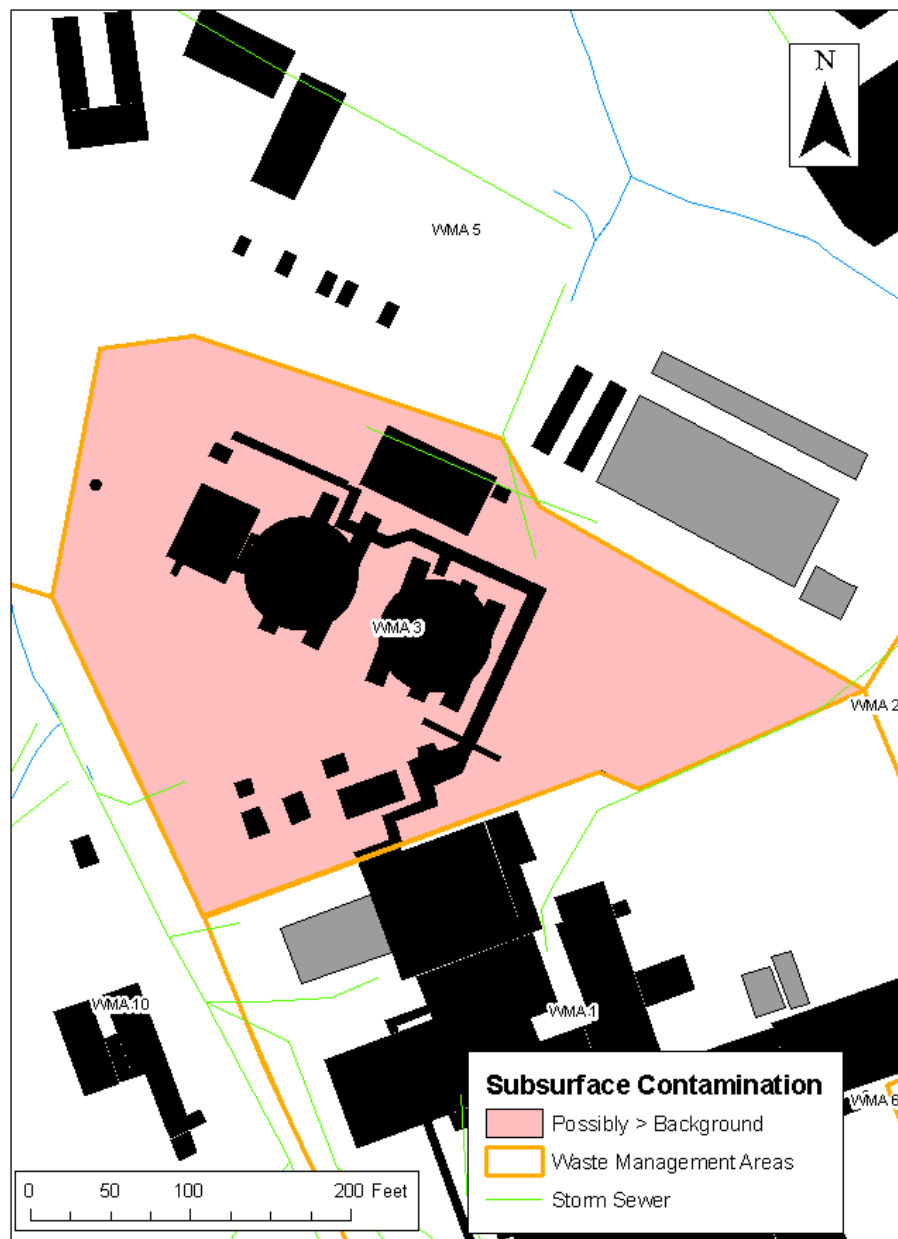 N
WMA 5
WMA 3
WMA 2
WMA 10
WMA 1
WMA 6
Subsurface Contamination
Possibly > Background
Waste Management Areas
Storm Sewer
0 50 100 200 Feet